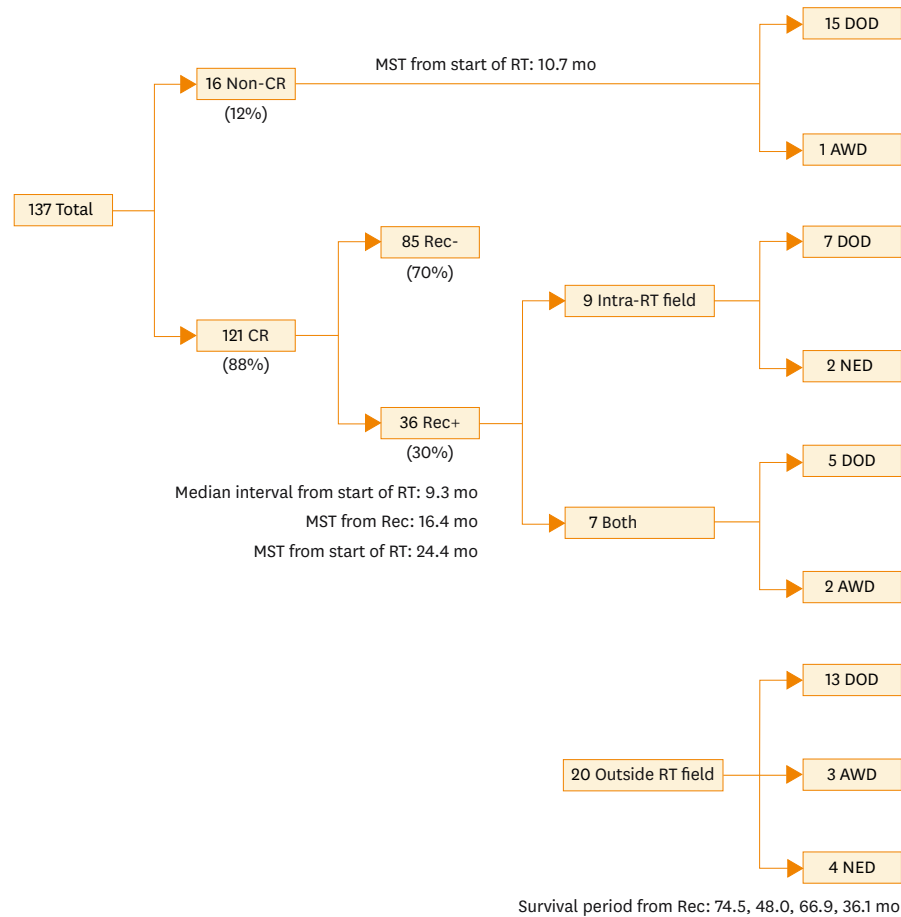 15 DOD
MST from start of RT: 10.7 mo
16 Non-CR
(12%)
1 AWD
137 Total
85 Rec-
(70%)
7 DOD
9 Intra-RT field
121 CR
(88%)
2 NED
36 Rec+
(30%)
5 DOD
Median interval from start of RT: 9.3 mo
MST from Rec: 16.4 mo
MST from start of RT: 24.4 mo
7 Both
2 AWD
13 DOD
20 Outside RT field
3 AWD
4 NED
Survival period from Rec: 74.5, 48.0, 66.9, 36.1 mo